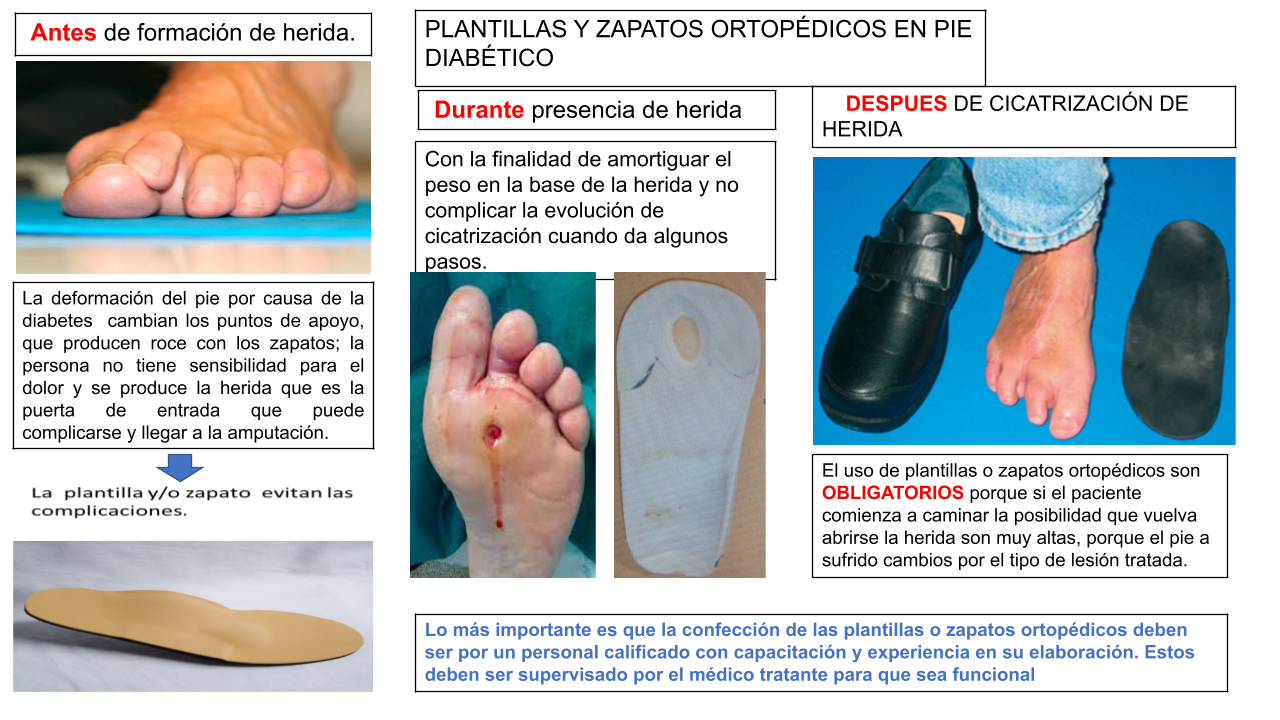 Antes de formación de herida.
La deformación del pie por causa de la
diabetes cambian los puntos de apoyo,
que producen roce con los zapatos; la
persona no tiene sensibilidad para el
dolor y se produce la herida que es la
puerta de entrada que puede
complicarse y llegar a la amputación.
La plantilla y/o zapato evitan las
complicaciones.
PLANTILLAS Y ZAPATOS ORTOPÉDICOS EN PIE
DIABÉTICO
Durante presencia de herida
Con la finalidad de amortiguar el
peso en la base de la herida y no
complicar la evolución de
cicatrización cuando da algunos
pasos.
DESPUES DE CICATRIZACIÓN DE
HERIDA
El uso de plantillas o zapatos ortopédicos son
OBLIGATORIOS porque si el paciente
comienza a caminar la posibilidad que vuelva
abrirse la herida son muy altas, porque el pie a
sufrido cambios por el tipo de lesión tratada.
Lo más importante es que la confección de las plantillas o zapatos ortopédicos deben
ser por un personal calificado con capacitación y experiencia en su elaboración. Estos
deben ser supervisado por el médico tratante para que sea funcional